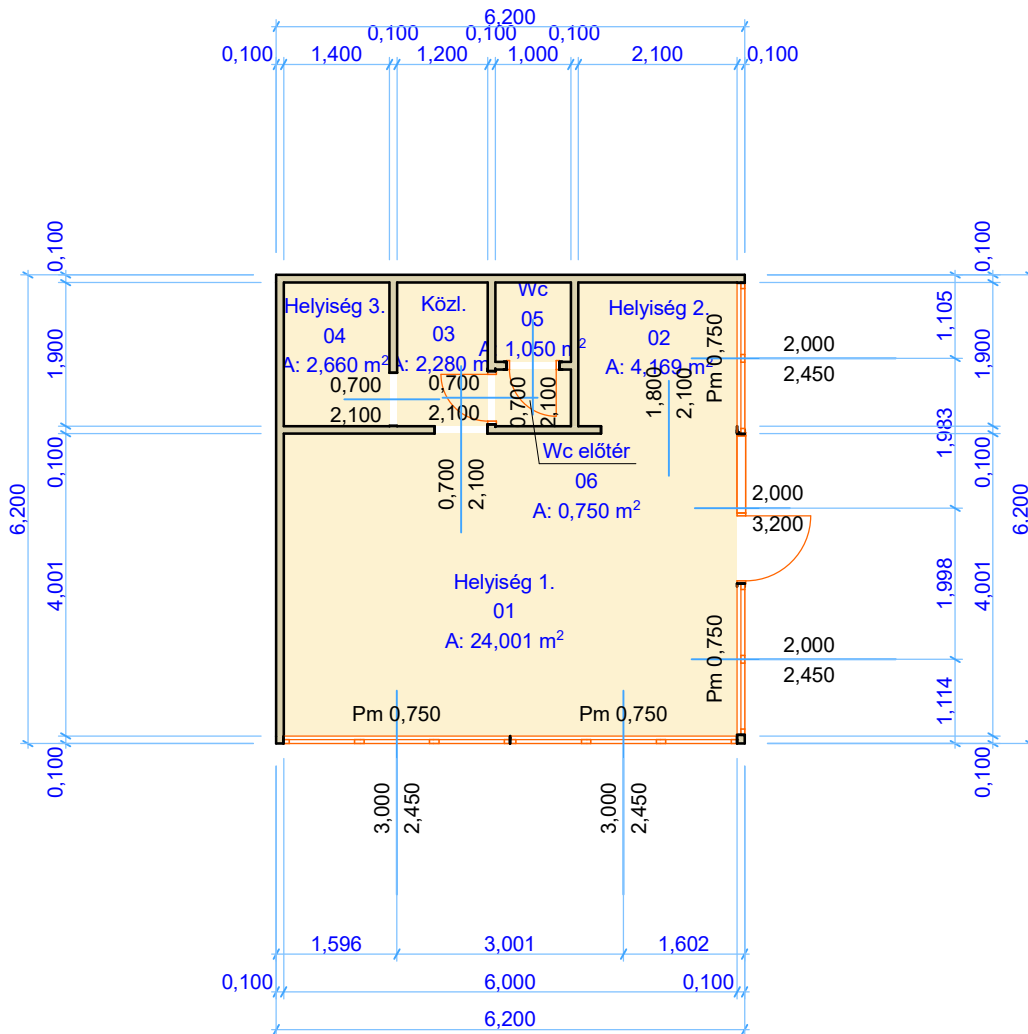 6,200
0,100 0,100 0,100
0,100 1,400 1,200 1,000 2,100 0,100
0,100
1,900
0,100
4,001
0,100
6,200
Helyiség 3.
04
A: 2,660 m²
Közl.
03
A: 2,280 m²
Wc
05
A: 1,050 m²
Helyiség 2.
02
A: 4,169 m²
0,700
2,100
0,700
2,100
0,700
2,100
1,800
2,100
Pm 0,750
0,700
2,100
Wc előtér
06
A: 0,750 m²
Helyiség 1.
01
A: 24,001 m²
Pm 0,750
Pm 0,750
Pm 0,750
2,000
2,450
2,000
3,200
2,000
2,450
1,105
1,983
1,998
1,114
0,100
1,900
0,100
4,001
0,100
6,200
3,000
2,450
3,000
2,450
1,596 3,001 1,602
0,100 6,000 0,100
6,200